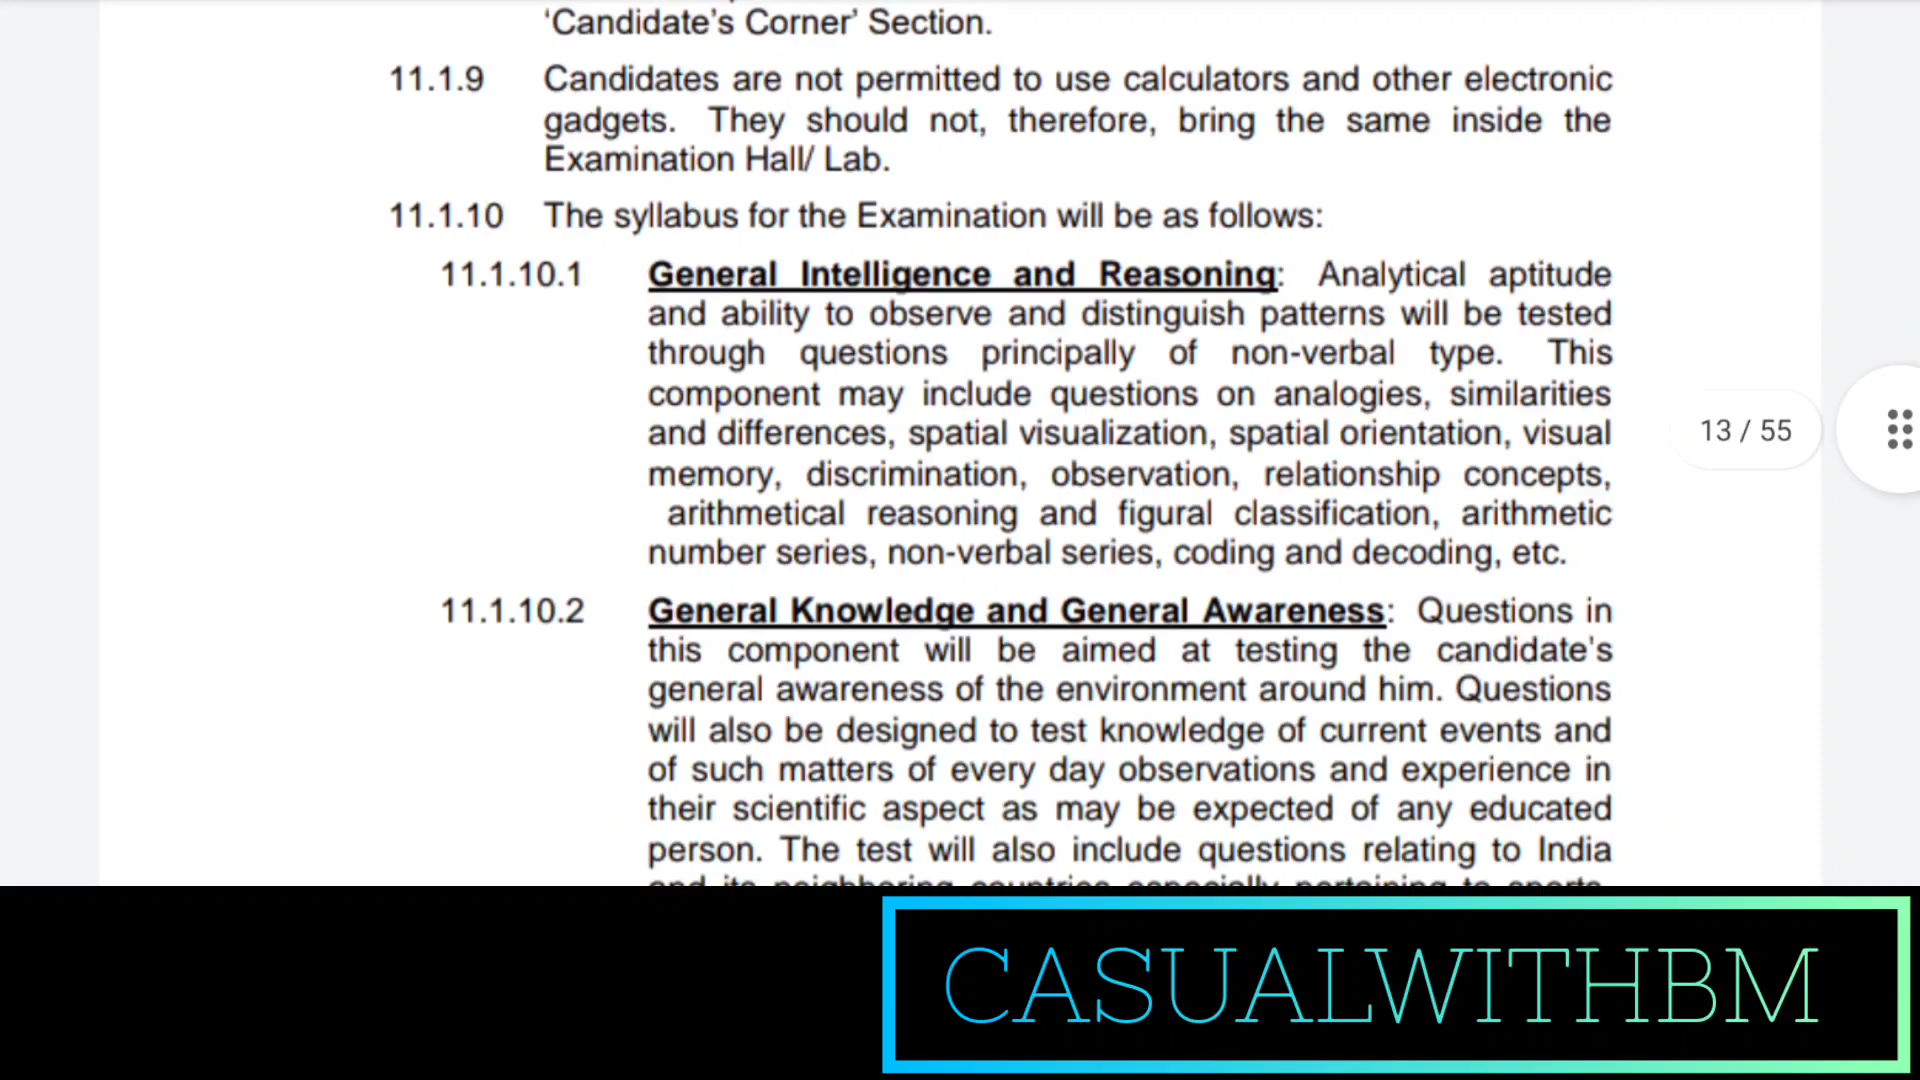 'Candidate's Corner' Section.
11.1.9 Candidates are not permitted to use calculators and other electronic
gadgets. They should not, therefore, bring the same inside the
Examination Hall/ Lab.
11.1.10 The syllabus for the Examination will be as follows:
11.1.10.1 General Intelligence and Reasoning: Analytical aptitude
and ability to observe and distinguish patterns will be tested
through questions principally of non-verbal type. This
component may include questions on analogies, similarities
and differences, spatial visualization, spatial orientation, visual
memory, discrimination, observation, relationship concepts,
arithmetical reasoning and figural classification, arithmetic
number series, non-verbal series, coding and decoding, etc.
13 / 55
11.1.10.2 General Knowledge and General Awareness: Questions in
this component will be aimed at testing the candidate's
general awareness of the environment around him. Questions
will also be designed to test knowledge of current events and
of such matters of every day observations and experience in
their scientific aspect as may be expected of any educated
person. The test will also include questions relating to India
and its neighboring countries especially pertaining to sports,
CASUALWITHBM